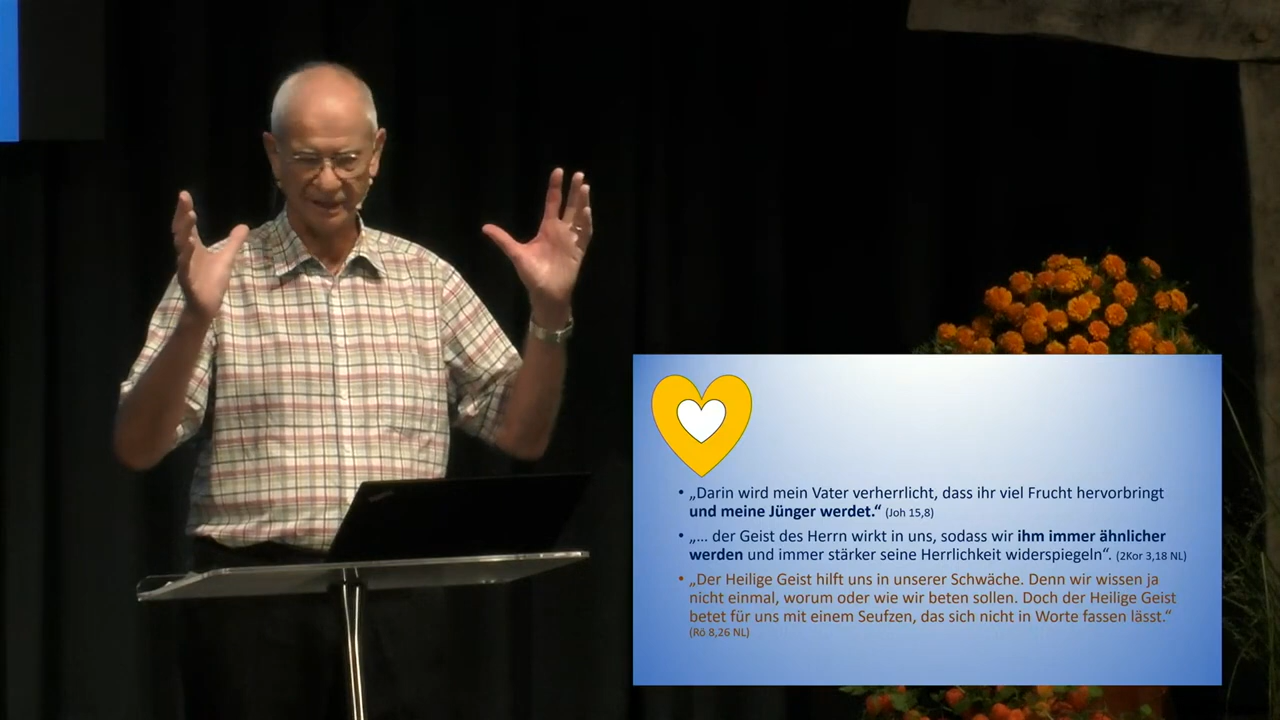 • „Darin wird mein Vater verherrlicht, dass ihr viel Frucht hervorbringt
und meine Jünger werdet.“ (Joh 15,8)
• „... der Geist des Herrn wirkt in uns, sodass wir ihm immer ähnlicher
werden und immer stärker seine Herrlichkeit widerspiegeln“. (2Kor 3,18 NL)
• „Der Heilige Geist hilft uns in unserer Schwäche. Denn wir wissen ja
nicht einmal, worum oder wie wir beten sollen. Doch der Heilige Geist
betet für uns mit einem Seufzen, das sich nicht in Worte fassen lässt.“
(Rö 8,26 NL)